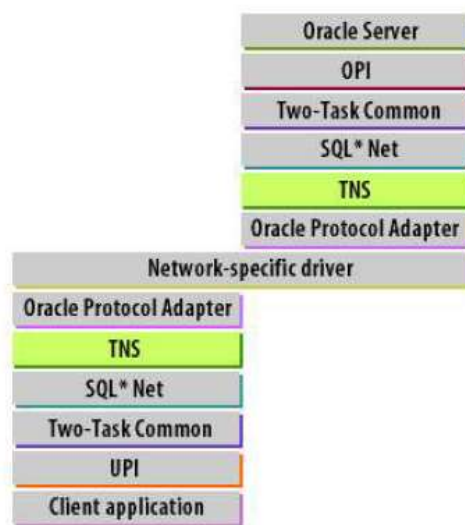 Oracle Server
OPI
Two-Task Common
SQL* Net
TNS
Oracle Protocol Adapter
Network-specific driver
Oracle Protocol Adapter
TNS
SQL* Net
Two-Task Common
UPI
Client application